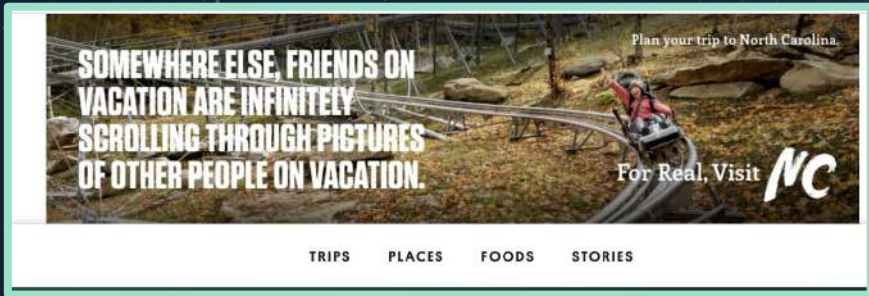 Plan your trip to North Carolina.
SOMEWHERE ELSE, FRIENDS ON
VACATION ARE INFINITELY
SCROLLING THROUGH PICTURES
OF OTHER PEOPLE ON VACATION.
For Real, Visit NC
TRIPS PLACES FOODS STORIES